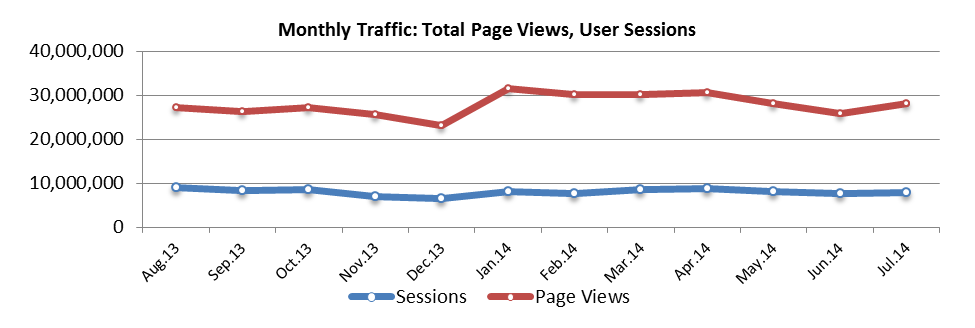 Monthly Traffic: Total Page Views, User Sessions
40,000,000
30,000,000
20,000,000
10,000,000
0
Aug.13 Sep.13 Oct.13 Nov.13 Dec.13 Jan.14 Feb.14 Mar.14 Apr.14 May.14 Jun.14 Jul.14
Sessions Page Views